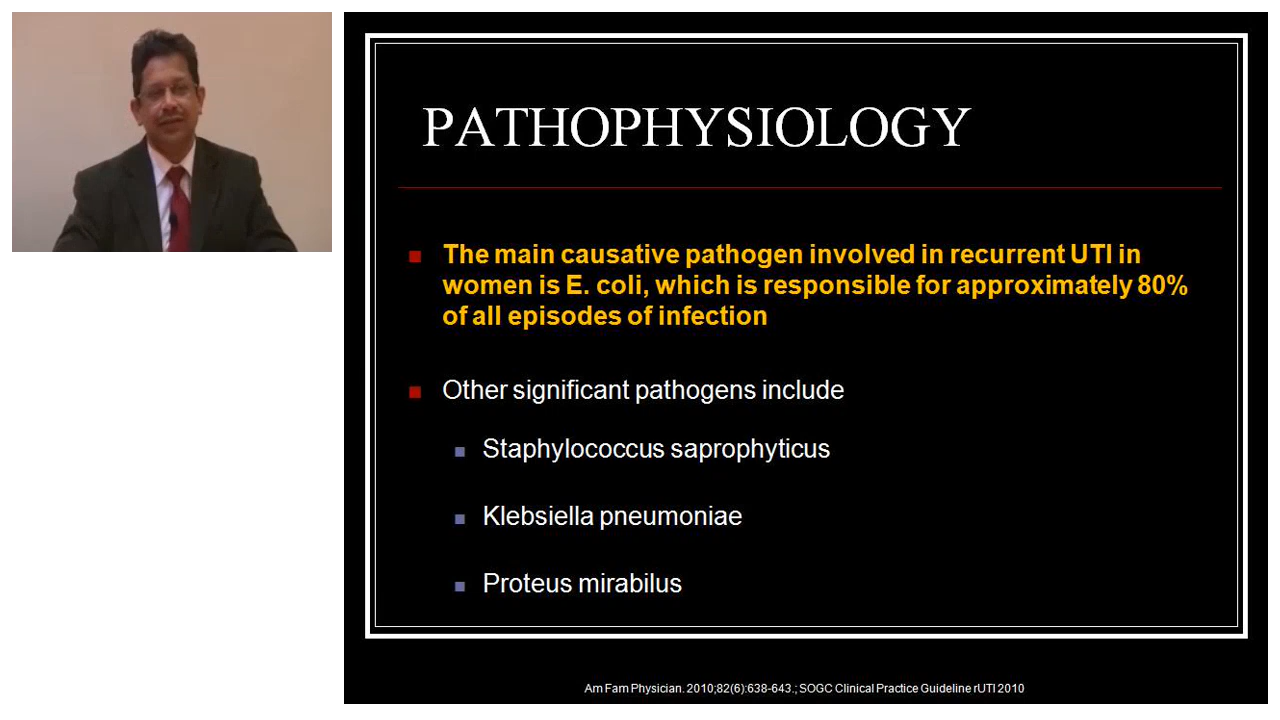 PATHOPHYSIOLOGY
The main causative pathogen involved in recurrent UTI in
women is E. coli, which is responsible for approximately 80%
of all episodes of infection
Other significant pathogens include
Staphylococcus saprophyticus
Klebsiella pneumoniae
Proteus mirabilus
Am Fam Physician. 2010;82(6):638-643.; SOGC Clinical Practice Guideline rUTI 2010